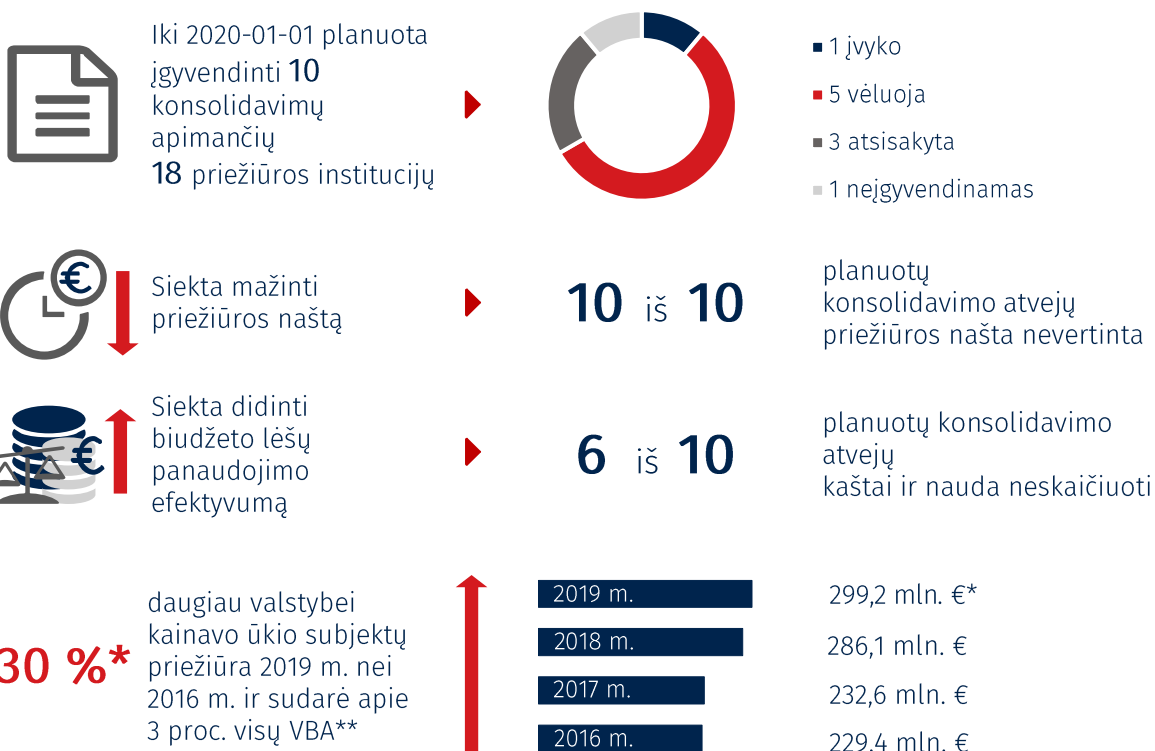 Iki 2020-01-01 planuota
įgyvendinti 10
konsolidavimų
apimančių
18 priežiūros institucijų
1 įvyko
5 vėluoja
3 atsisakyta
1 neįgyvendinamas
€
Siekta mažinti
priežiūros naštą
10 iš 10
planuotų
konsolidavimo atvejų
priežiūros našta nevertinta
€
Siekta didinti
biudžeto lėšų
panaudojimo
efektyvumą
6 iš 10
planuotų konsolidavimo
atvejų
kaštai ir nauda neskaičiuoti
30 %*
daugiau valstybei
kainavo ūkio subjektų
priežiūra 2019 m. nei
2016 m. ir sudarė apie
3 proc. visų VBA**
2019 m.
299,2 mln. €*
2018 m.
286,1 mln. €
2017 m.
232,6 mln. €
2016 m.
229,4 mln. €